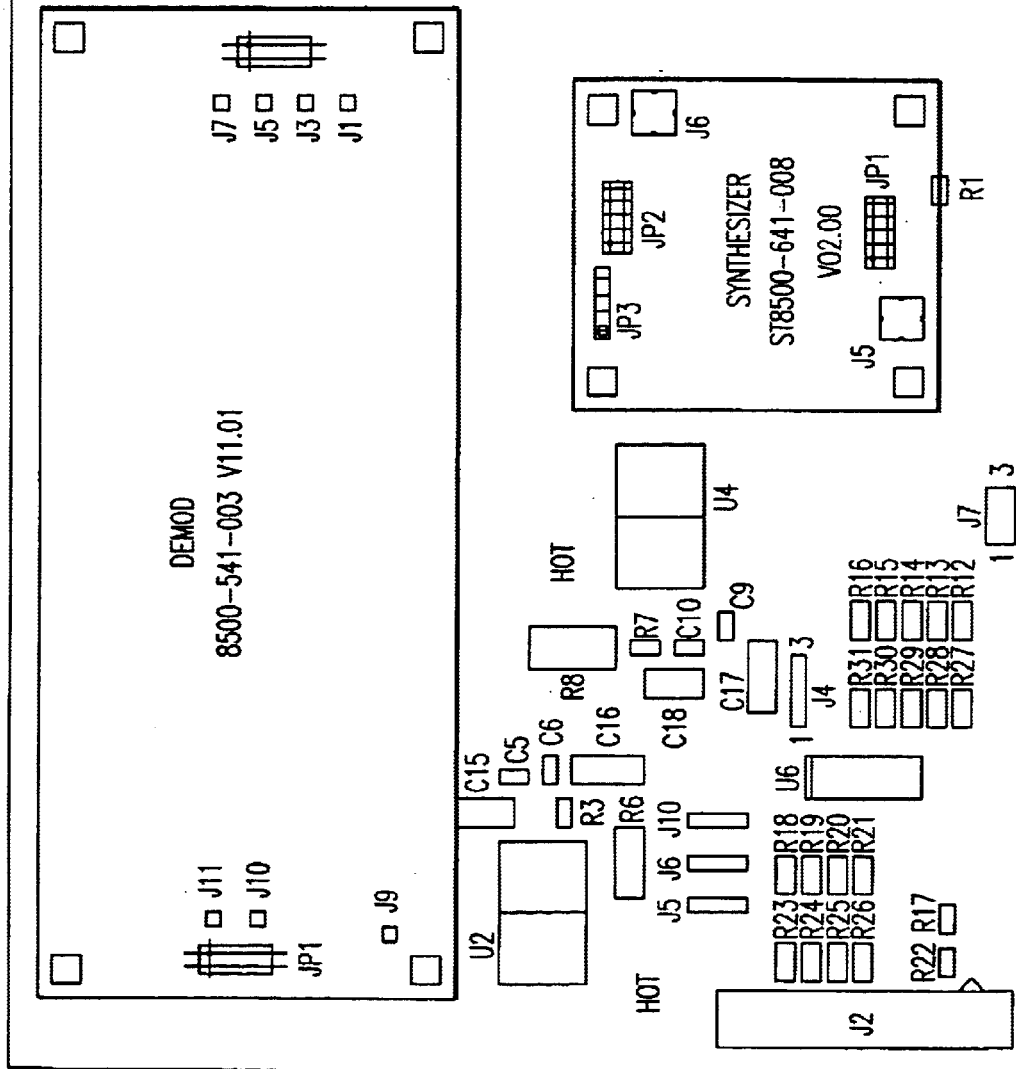 DEMOD
8500-541-003 V11.01
J11
J10
JP1
J9
J7
J5
J3
J1
SYNTHESIZER
ST8500-641-008
V02.00
JP3
JP2
J6
J5
JP1
R1
HOT
U4
R8
R7
C10
C9
C15
C5
C6
C16
C18
C17
R3
R6
U2
HOT
J10
J6
J5
1 J4 3
U6
R31 R16
R30 R15
R29 R14
R28 R13
R27 R12
1 J7 3
R23 R18
R24 R19
R25 R20
R26 R21
R22 R17
J2